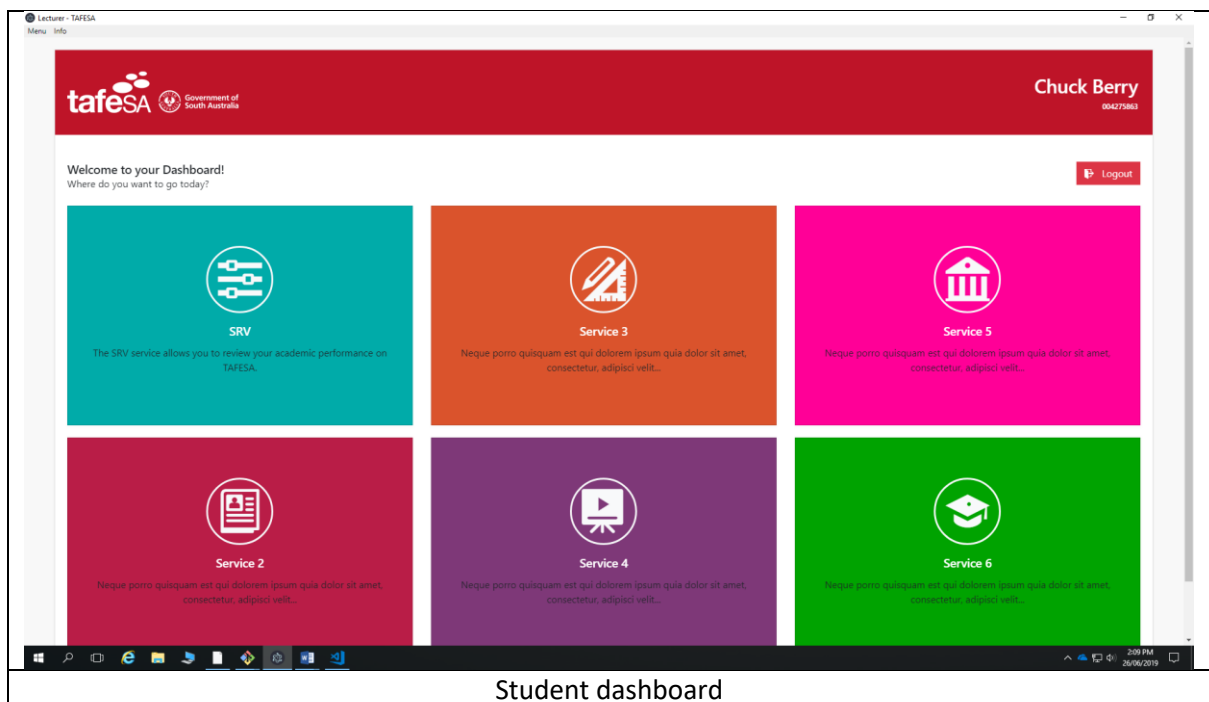 Lecturer - TAFESA
Menu Info
tafeSA Government of
South Australia
Chuck Berry
004275863
Welcome to your Dashboard!
Where do you want to go today?
Logout
SRV
The SRV service allows you to review your academic performance on
TAFESA.
Service 3
Neque porro quisquam est qui dolorem ipsum quia dolor sit amet,
consectetur, adipisci velit...
Service 5
Neque porro quisquam est qui dolorem ipsum quia dolor sit amet,
consectetur, adipisci velit...
Service 2
Neque porro quisquam est qui dolorem ipsum quia dolor sit amet,
consectetur, adipisci velit...
Service 4
Neque porro quisquam est qui dolorem ipsum quia dolor sit amet,
consectetur, adipisci velit...
Service 6
Neque porro quisquam est qui dolorem ipsum quia dolor sit amet,
consectetur, adipisci velit...
2:09 PM
26/06/2019
Student dashboard